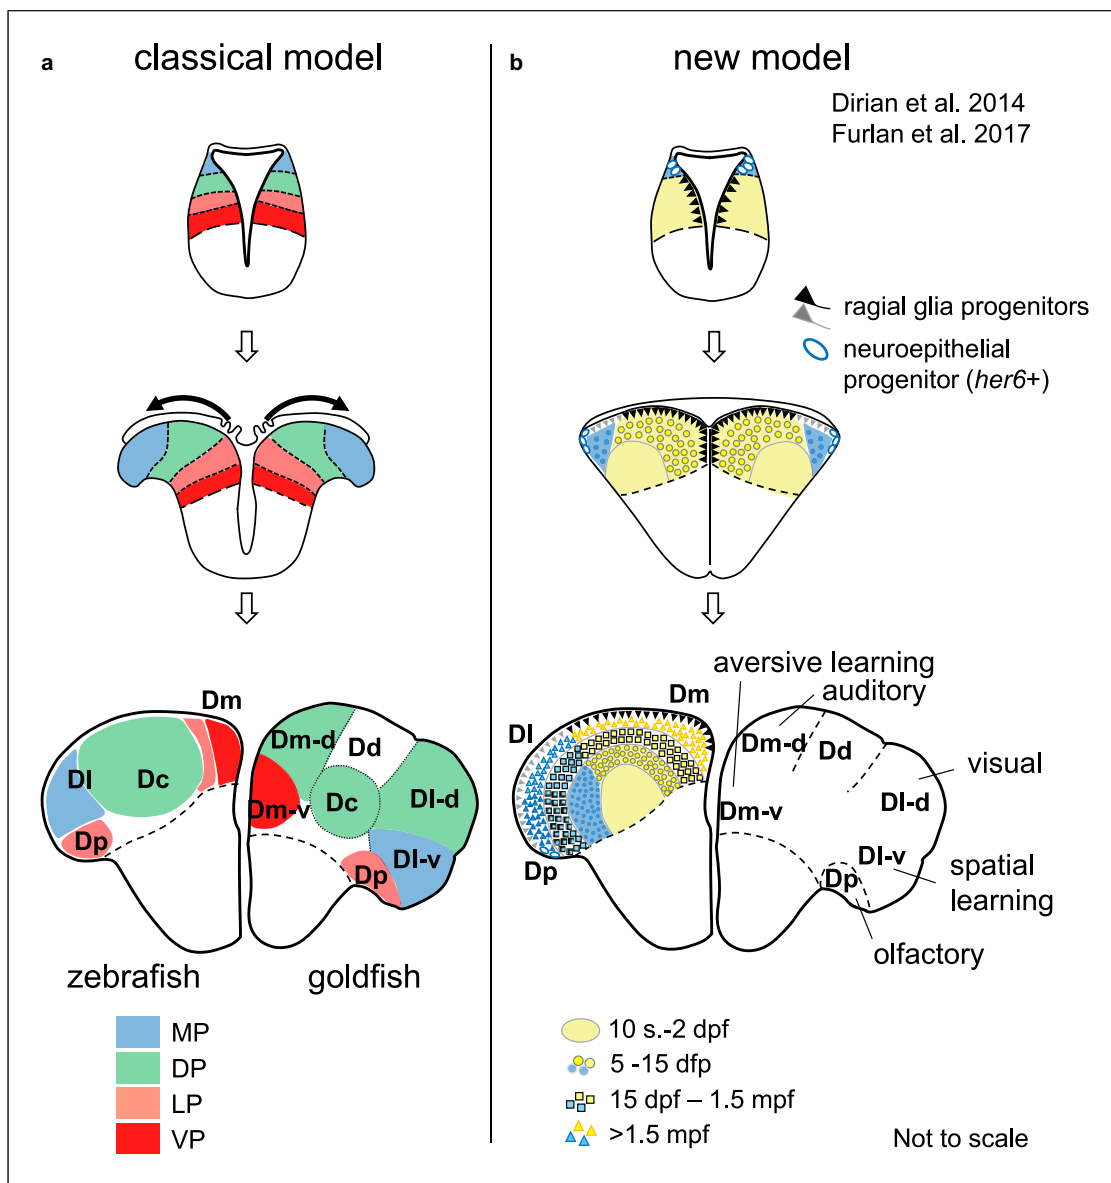 a
classical model
b
new model
Dirian et al. 2014
Furlan et al. 2017
ragial glia progenitors
neuroepithelial
progenitor (her6+)
Dm
Dl
Dc
Dp
Dm-d
Dd
Dm-v
Dc
Dl-d
Dl-v
Dp
zebrafish
goldfish
MP
DP
LP
VP
aversive learning
auditory
Dm
Dl
Dp
Dm-d
Dd
visual
Dl-d
Dm-v
Dl-v
Dp
spatial
learning
olfactory
10 s.-2 dpf
5 -15 dfp
15 dpf – 1.5 mpf
>1.5 mpf
Not to scale